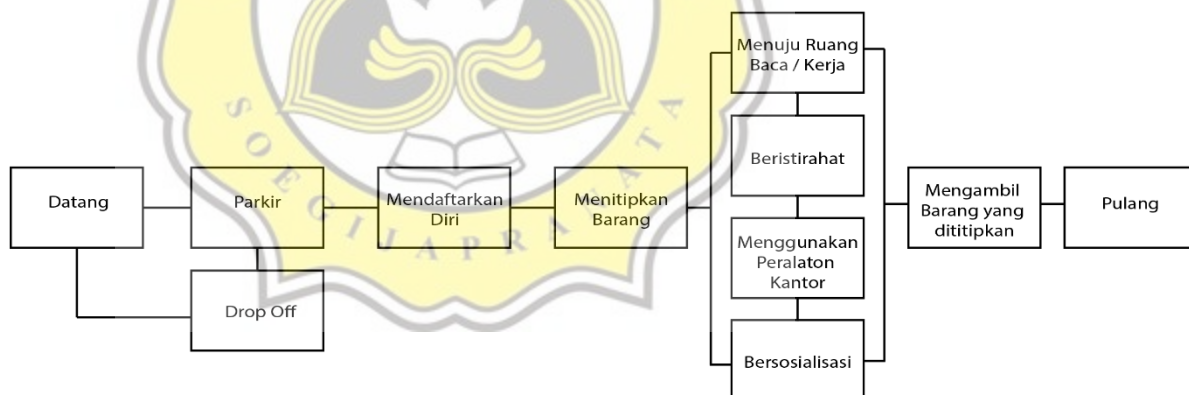 Datang
Parkir
Drop Off
Mendaftarkan
Diri
Menitipkan
Barang
Menuju Ruang
Baca / Kerja
Beristirahat
Menggunakan
Peralaton
Kantor
Bersosialisasi
Mengambil
Barang yang
dititipkan
Pulang
SOEGIJAPRANATA